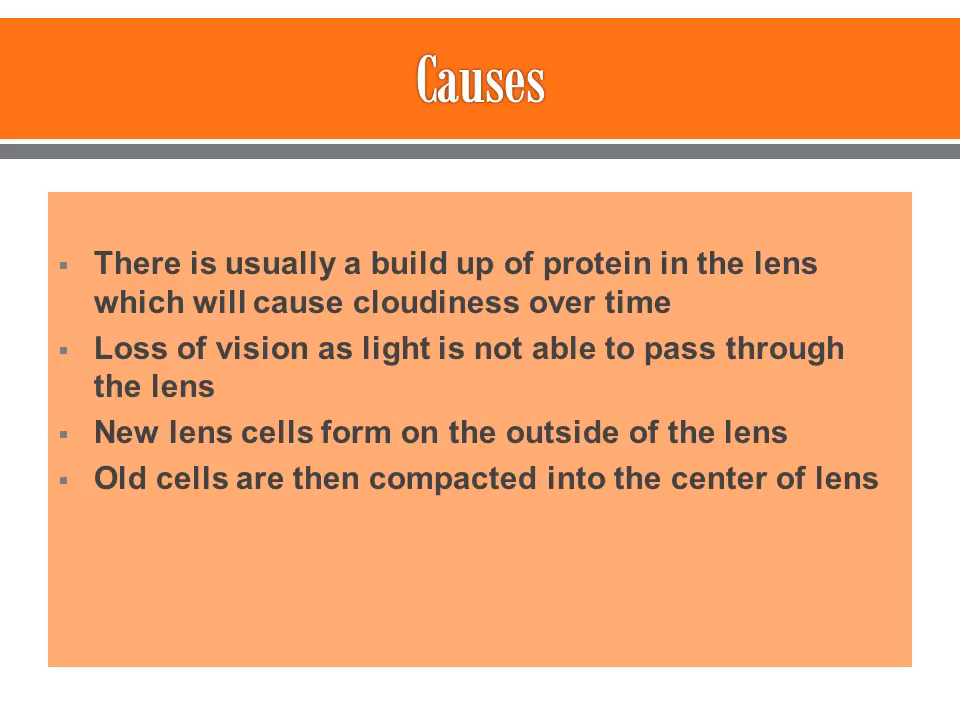 Causes
▪ There is usually a build up of protein in the lens
which will cause cloudiness over time
▪ Loss of vision as light is not able to pass through
the lens
▪ New lens cells form on the outside of the lens
▪ Old cells are then compacted into the center of lens